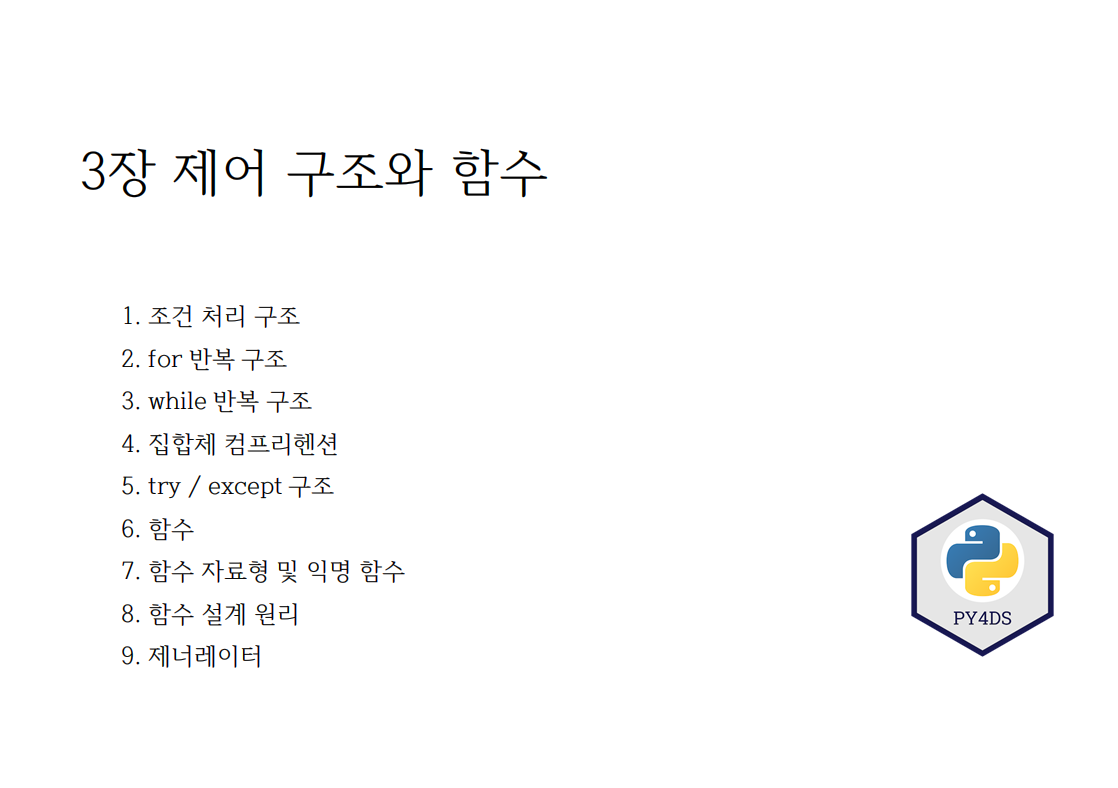 3장 제어 구조와 함수
1. 조건 처리 구조
2. for 반복 구조
3. while 반복 구조
4. 집합체 컴프리헨션
5. try / except 구조
6. 함수
7. 함수 자료형 및 익명 함수
8. 함수 설계 원리
9. 제너레이터
PY4DS